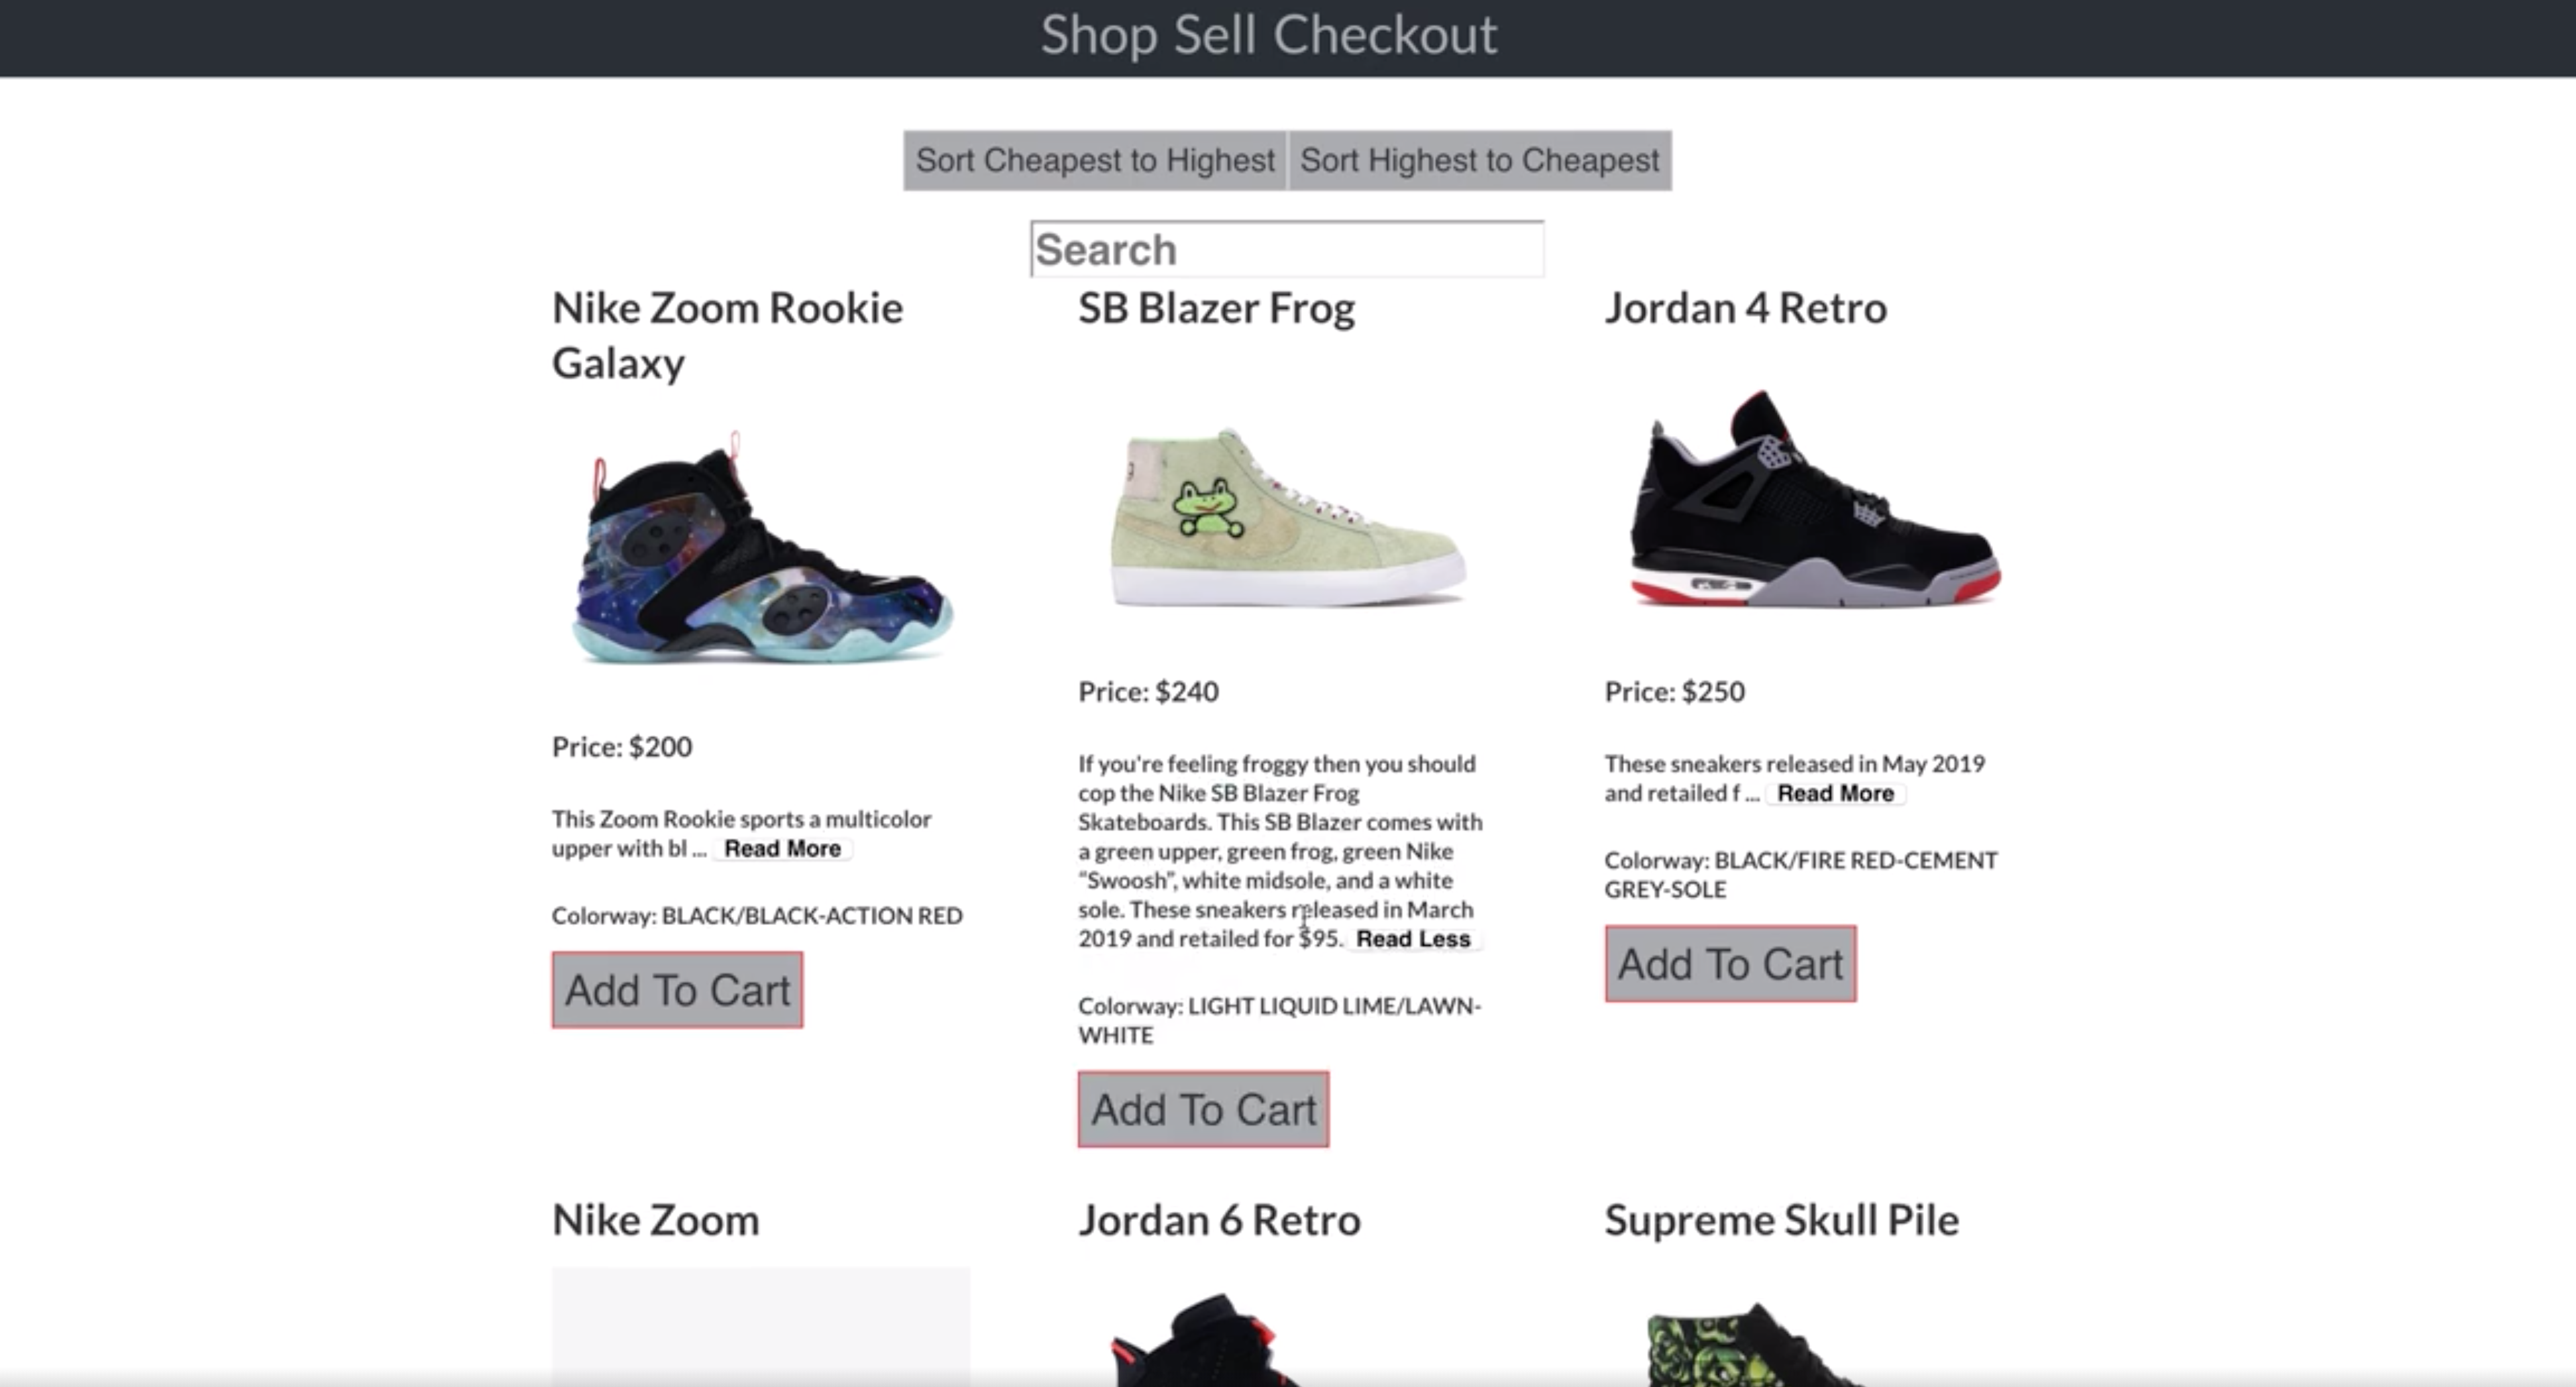 Shop Sell Checkout
Sort Cheapest to Highest
Sort Highest to Cheapest
Search
Nike Zoom Rookie
Galaxy
Price: $200
This Zoom Rookie sports a multicolor
upper with bl ... Read More
Colorway: BLACK/BLACK-ACTION RED
Add To Cart
SB Blazer Frog
Price: $240
If you're feeling froggy then you should
cop the Nike SB Blazer Frog
Skateboards. This SB Blazer comes with
a green upper, green frog, green Nike
“Swoosh”, white midsole, and a white
sole. These sneakers released in March
2019 and retailed for $95. Read Less
Colorway: LIGHT LIQUID LIME/LAWN-
WHITE
Add To Cart
Jordan 4 Retro
Price: $250
These sneakers released in May 2019
and retailed f ... Read More
Colorway: BLACK/FIRE RED-CEMENT
GREY-SOLE
Add To Cart
Nike Zoom
Jordan 6 Retro
Supreme Skull Pile